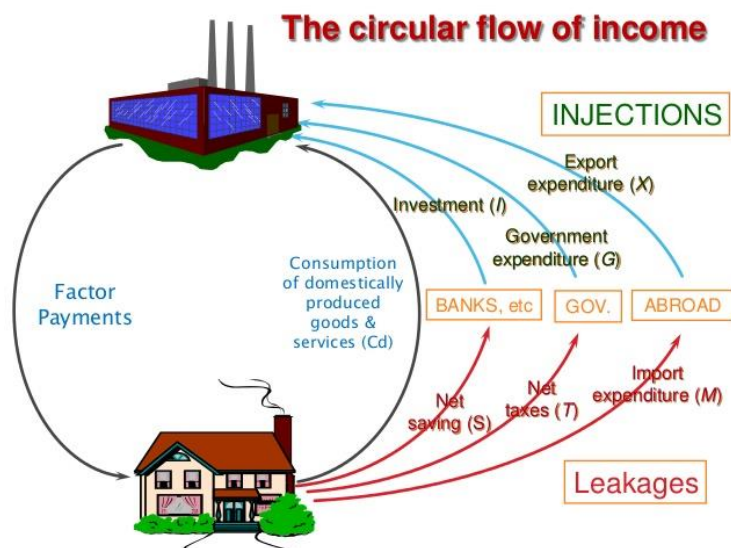 The circular flow of income
INJECTIONS
Export
expenditure (X)
Investment (I)
Government
expenditure (G)
Factor
Payments
Consumption
of domestically
produced
goods &
services (Cd)
BANKS, etc
GOV.
ABROAD
Net
saving (S)
Net
taxes (T)
Import
expenditure (M)
Leakages